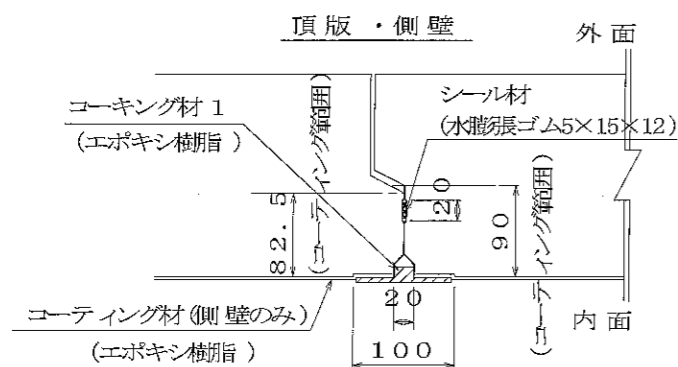 頂版・側壁
外面
コーキング材1
(エポキシ樹脂)
(コーティング範囲)
シール材
(水膨張ゴム5×15×12)
82.5
20
90
(コーティング範囲)
20
100
コーティング材(側壁のみ)
(エポキシ樹脂)
内面